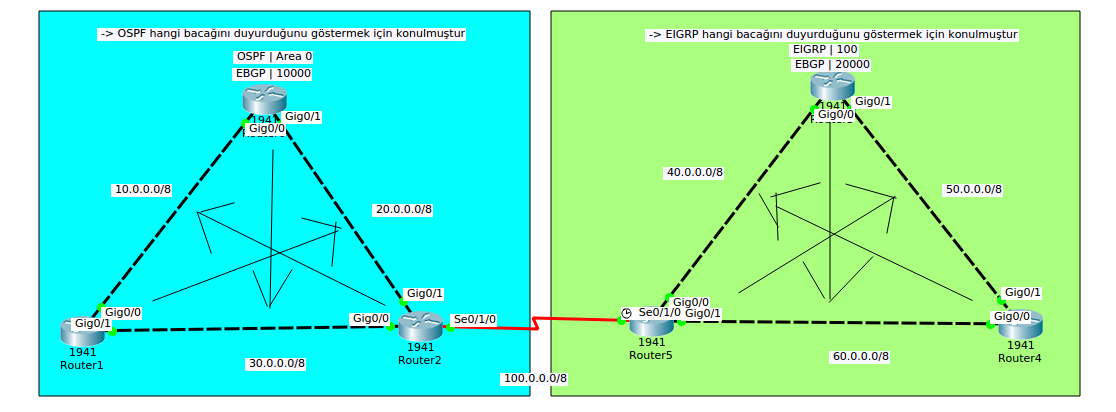 -> OSPF hangi bacağını duyurduğunu göstermek için konulmuştur
OSPF | Area 0
EBGP | 10000
Gig0/1
Gig0/0
1941
10.0.0.0/8
20.0.0.0/8
Gig0/1
Gig0/0
Gig0/1
Gig0/0
Se0/1/0
1941
Router1
1941
Router2
30.0.0.0/8
100.0.0.0/8
-> EIGRP hangi bacağını duyurduğunu göstermek için konulmuştur
EIGRP | 100
EBGP | 20000
Gig0/1
1941
Gig0/0
40.0.0.0/8
50.0.0.0/8
Gig0/0
Se0/1/0
Gig0/1
Gig0/1
Gig0/0
1941
Router5
1941
Router4
60.0.0.0/8